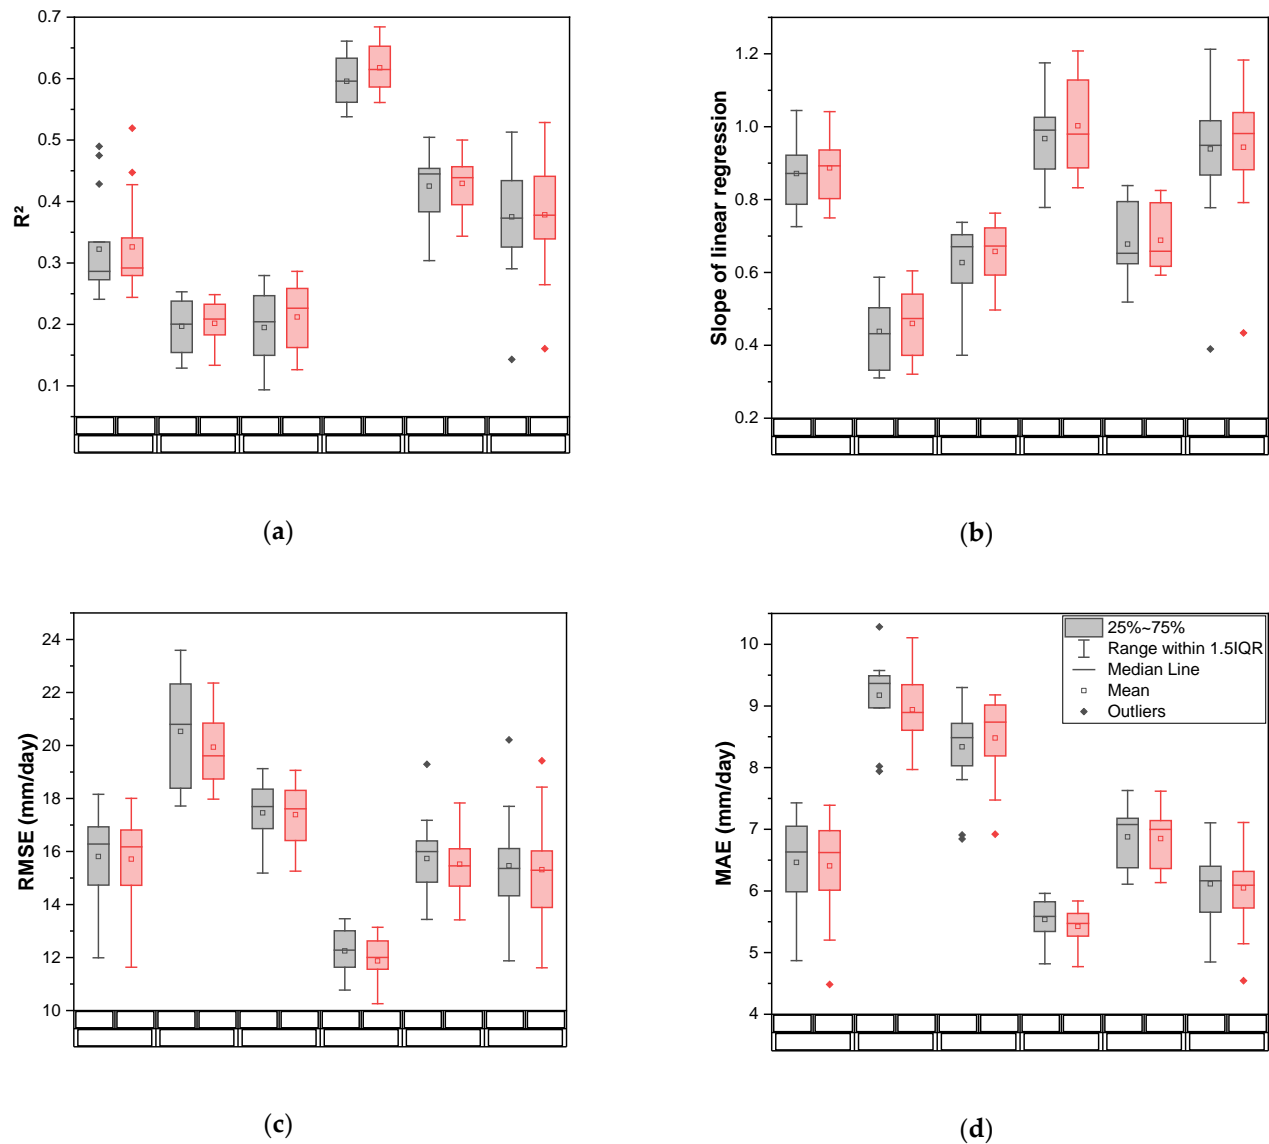 0.7
0.6
0.5
0.4
0.3
0.2
0.1
R²
(a)
1.2
1.0
0.8
0.6
0.4
0.2
Slope of linear regression
(b)
24
22
20
18
16
14
12
10
RMSE (mm/day)
(c)
10
9
8
7
6
5
4
MAE (mm/day)
25%~75%
Range within 1.5IQR
Median Line
Mean
Outliers
(d)